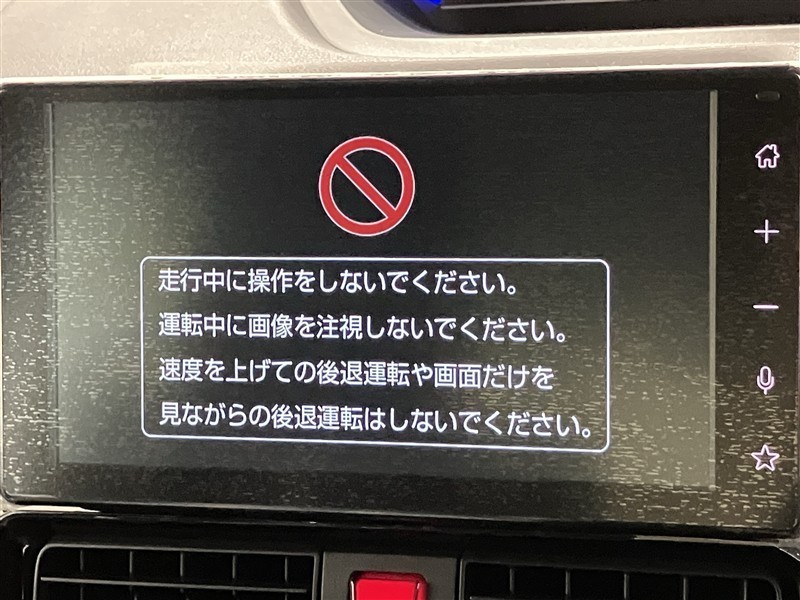 走行中に操作をしないでください。
運転中に画像を注視しないでください。
速度を上げての後退運転や画面だけを
見ながらの後退運転はしないでください。